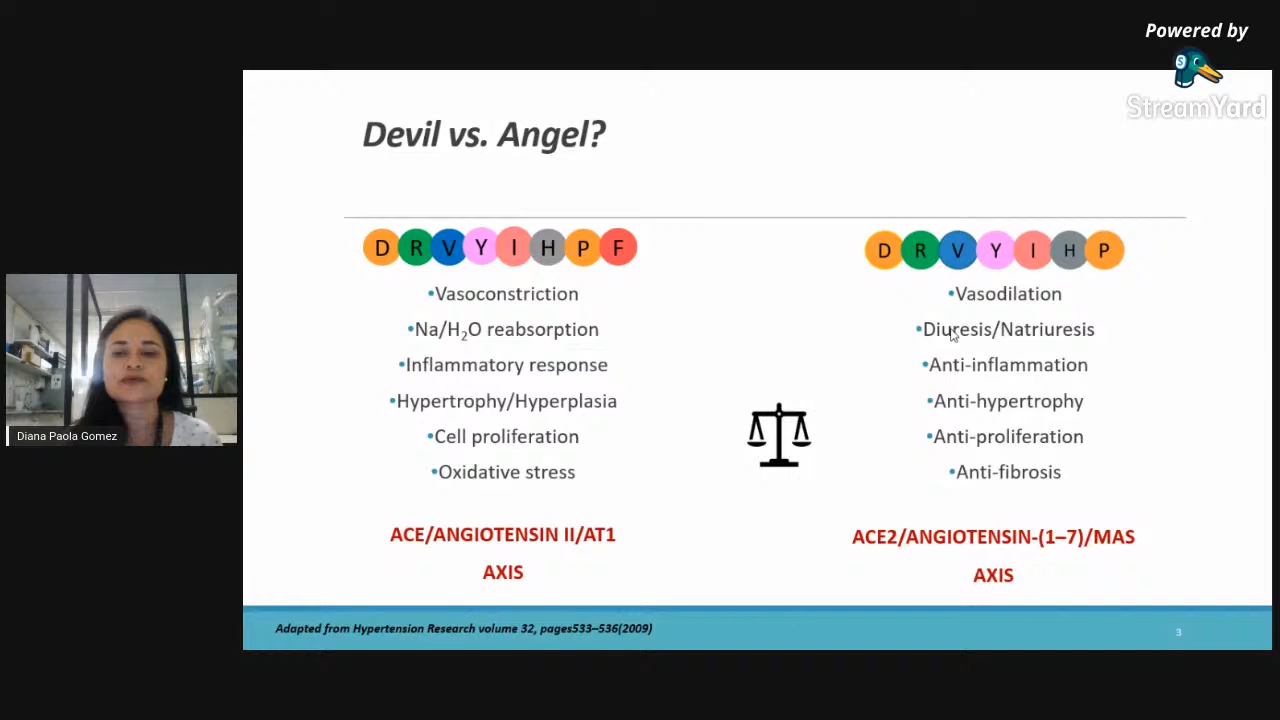 Powered by
StreamYard
Devil vs. Angel?
D R V Y I H P F
•Vasoconstriction
•Na/H₂O reabsorption
•Inflammatory response
•Hypertrophy/Hyperplasia
•Cell proliferation
•Oxidative stress
ACE/ANGIOTENSIN II/AT1
AXIS
D R V Y I H P
•Vasodilation
•Diuresis/Natriuresis
•Anti-inflammation
•Anti-hypertrophy
•Anti-proliferation
•Anti-fibrosis
ACE2/ANGIOTENSIN-(1–7)/MAS
AXIS
Adapted from Hypertension Research volume 32, pages533–536(2009)
3
Diana Paola Gomez